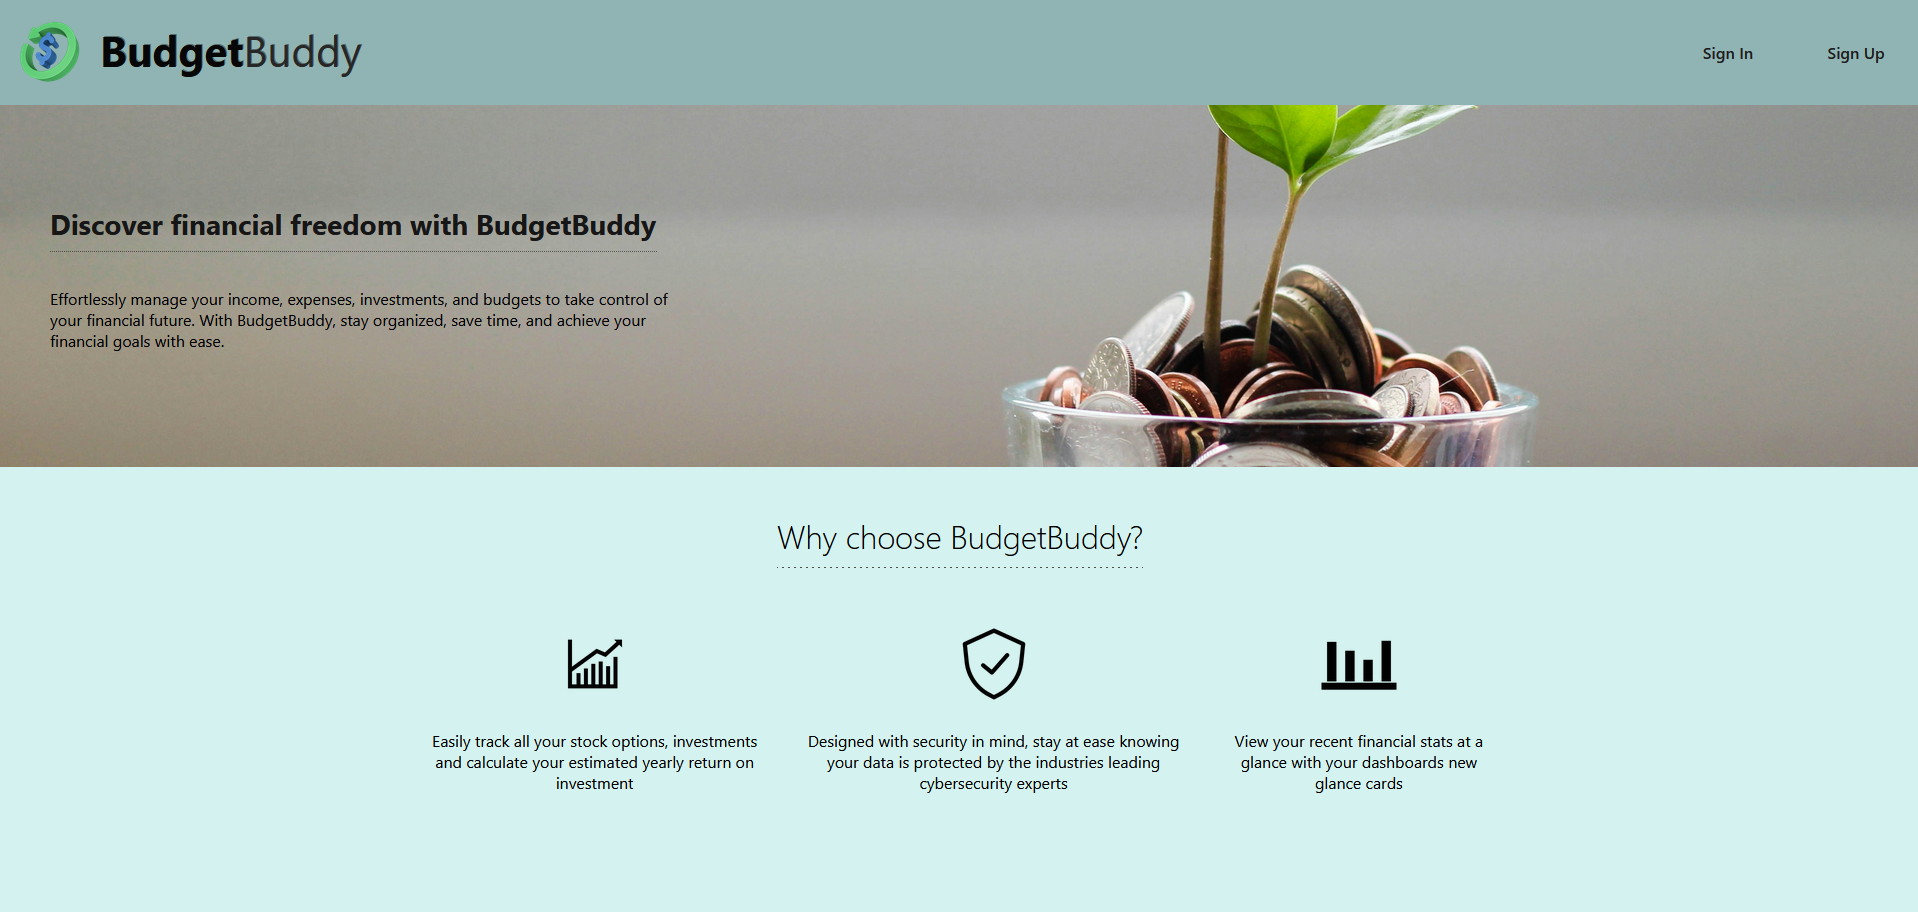 BudgetBuddy
Sign In
Sign Up
Discover financial freedom with BudgetBuddy
Effortlessly manage your income, expenses, investments, and budgets to take control of
your financial future. With BudgetBuddy, stay organized, save time, and achieve your
financial goals with ease.
Why choose BudgetBuddy?
Easily track all your stock options, investments
and calculate your estimated yearly return on
investment
Designed with security in mind, stay at ease knowing
your data is protected by the industries leading
cybersecurity experts
View your recent financial stats at a
glance with your dashboards new
glance cards